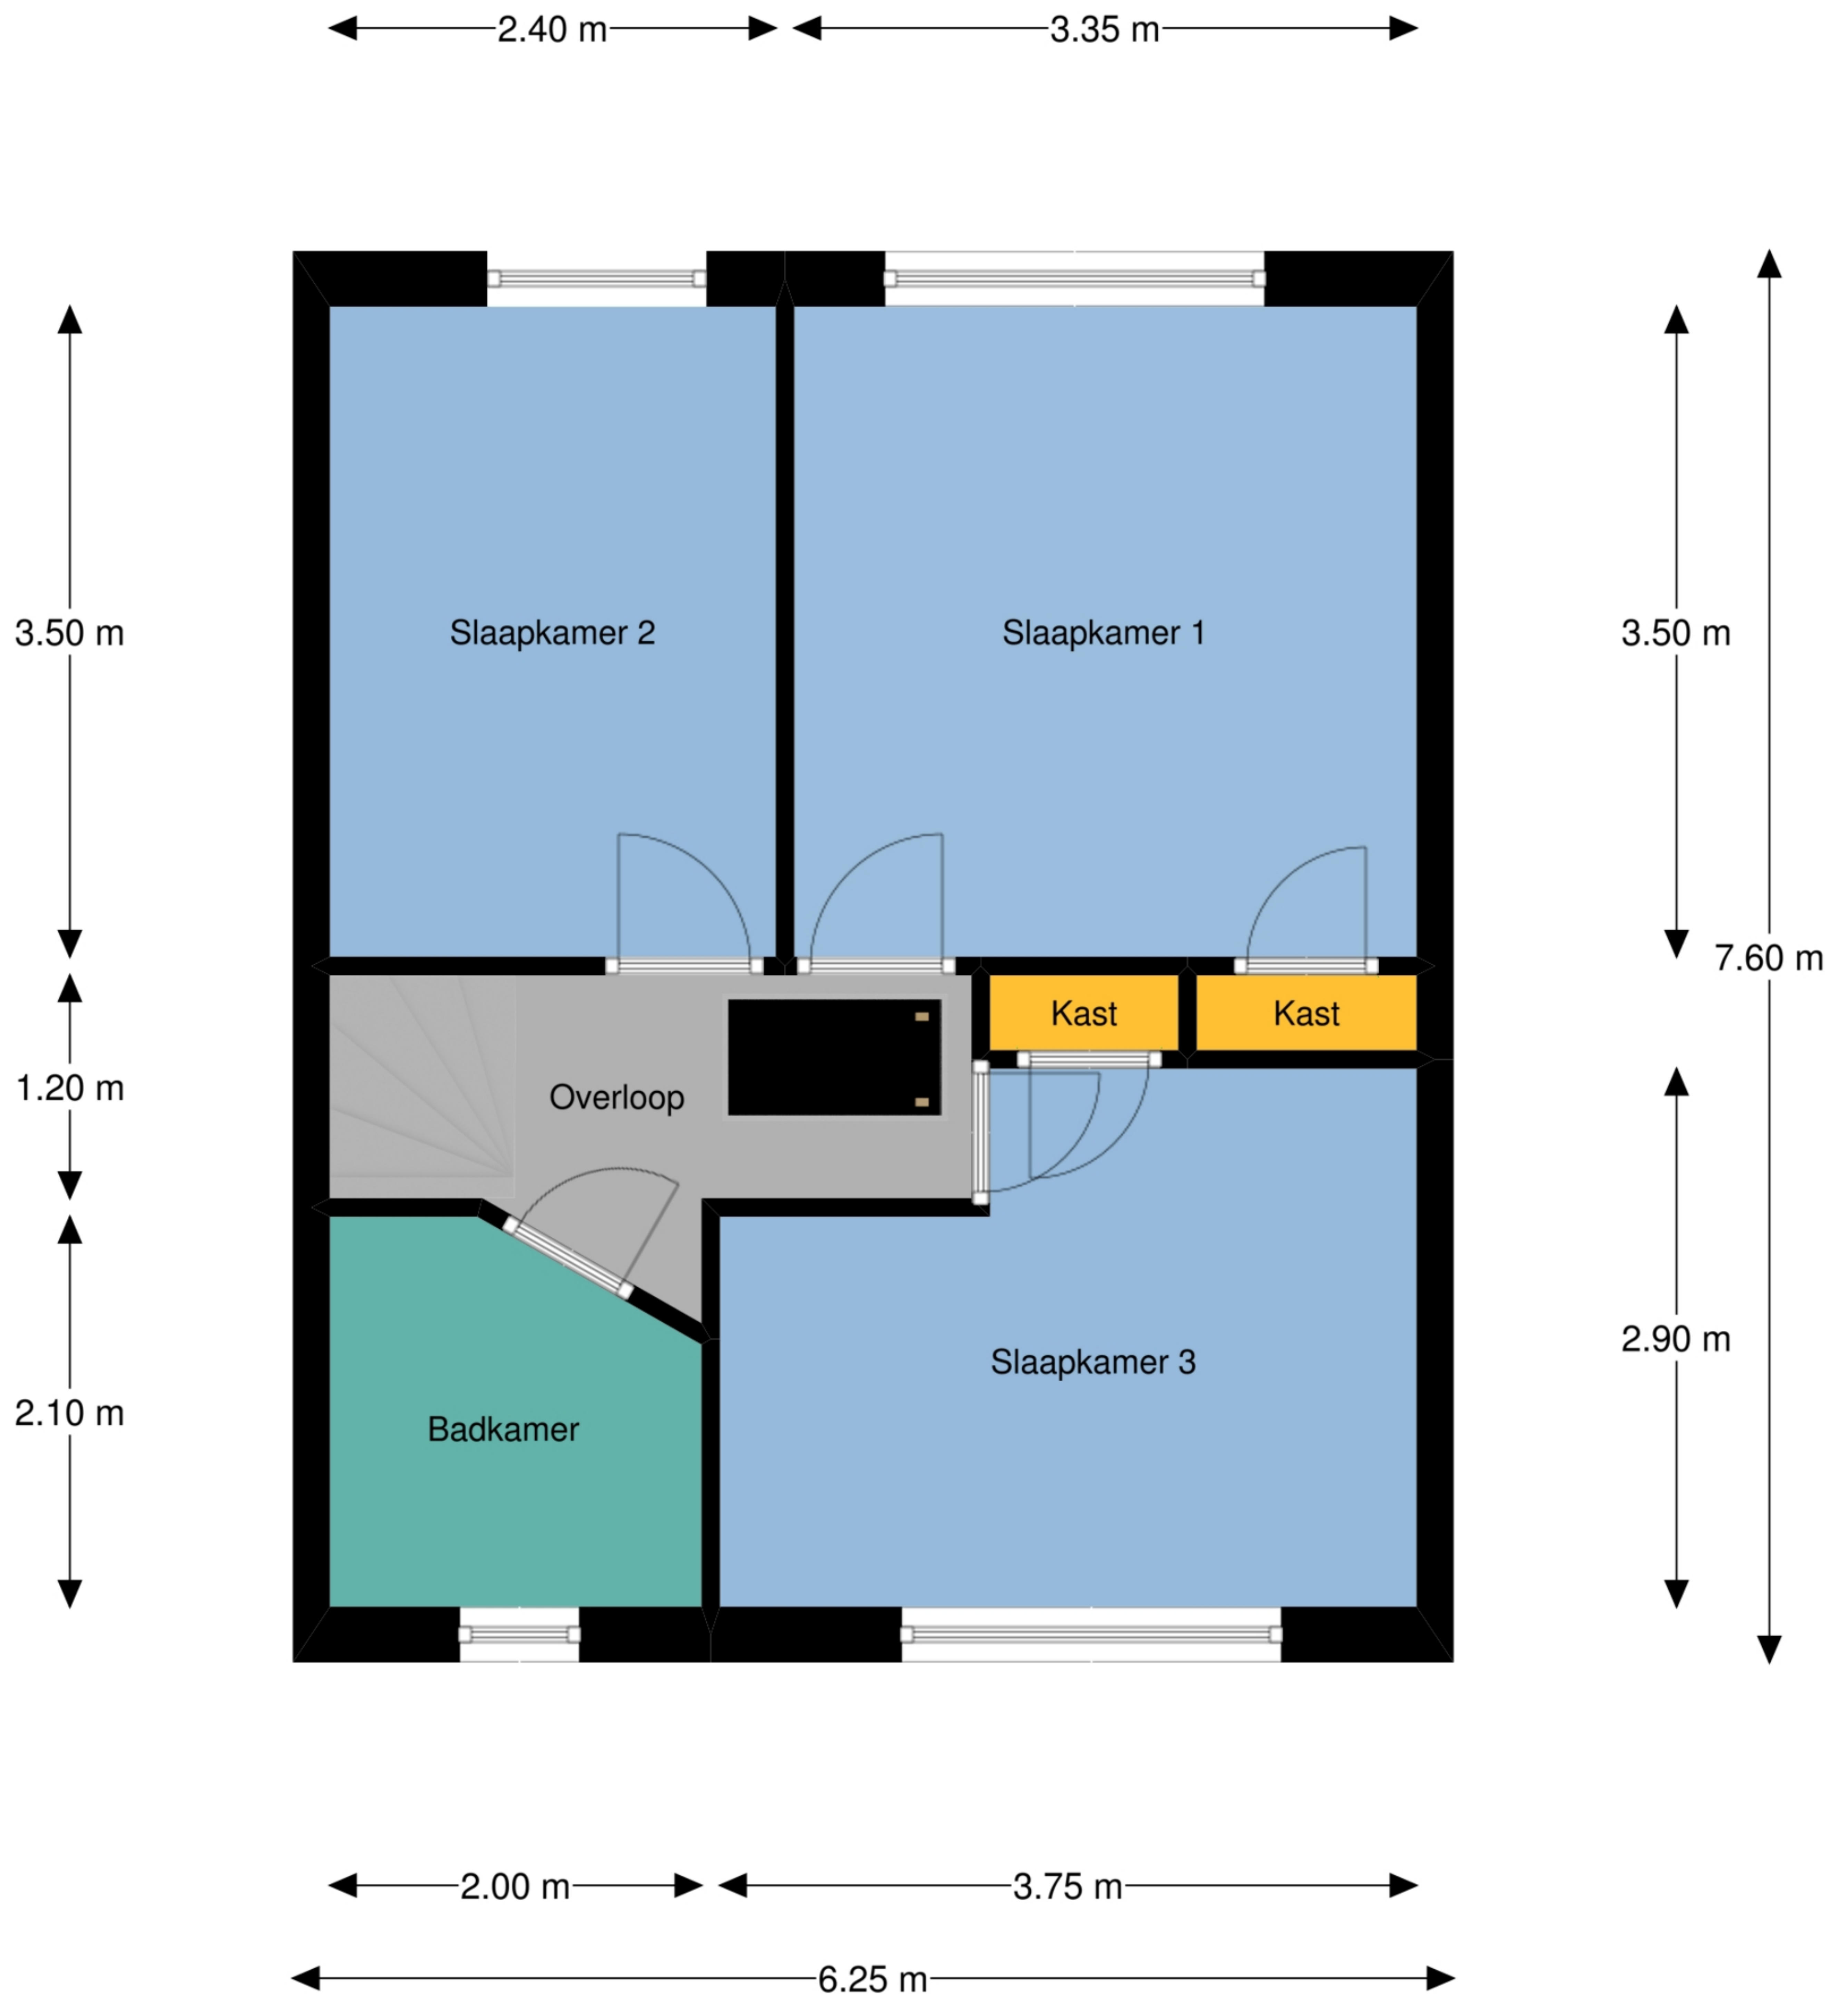 2.40 m
3.35 m
Slaapkamer 2
Slaapkamer 1
3.50 m
3.50 m
7.60 m
Kast
Kast
1.20 m
Overloop
2.90 m
Slaapkamer 3
2.10 m
Badkamer
2.00 m
3.75 m
6.25 m